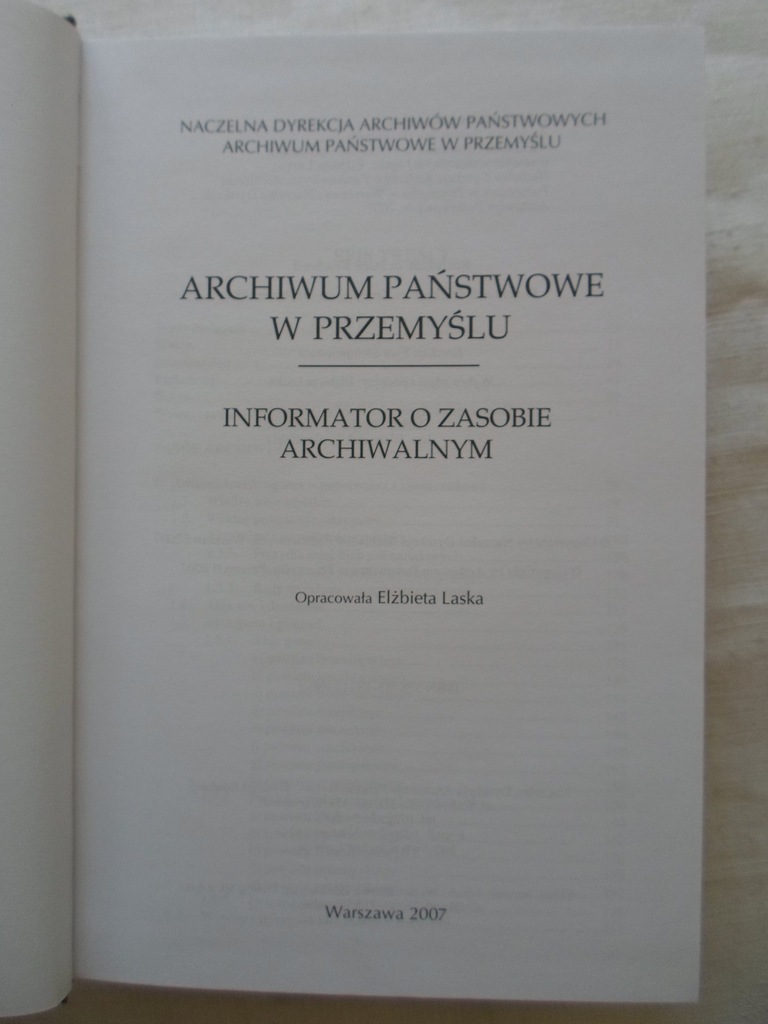 NACZELNA DYREKCJA ARCHIWÓW PAŃSTWOWYCH
ARCHIWUM PAŃSTWOWE W PRZEMYŚLU
ARCHIWUM PAŃSTWOWE
W PRZEMYŚLU
INFORMATOR O ZASOBIE
ARCHIWALNYM
Opracowała Elżbieta Laska
Warszawa 2007